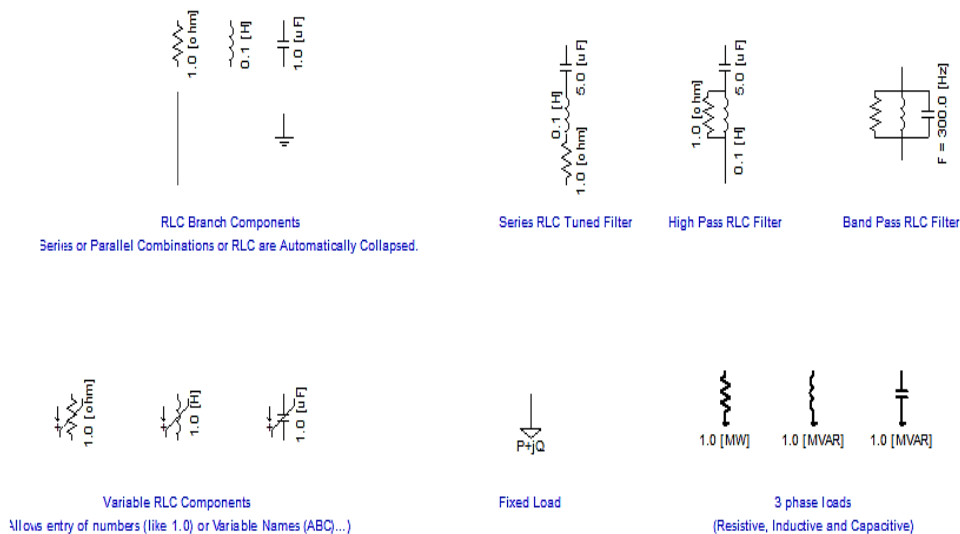 1.0 [ohm]
0.1 [H]
1.0 [uF]
5.0 [uF]
0.1 [H]
1.0 [ohm]
5.0 [uF]
1.0 [ohm]
0.1 [H]
F = 300.0 [Hz]
RLC Branch Components
Series or Parallel Combinations or RLC are Automatically Collapsed.
Series RLC Tuned Filter
High Pass RLC Filter
Band Pass RLC Filter
1.0 [ohm]
1.0 [H]
1.0 [uF]
P+jQ
1.0 [MW]
1.0 [MVAR]
1.0 [MVAR]
Variable RLC Components
Allows entry of numbers (like 1.0) or Variable Names (ABC)...)
Fixed Load
3 phase loads
(Resistive, Inductive and Capacitive)